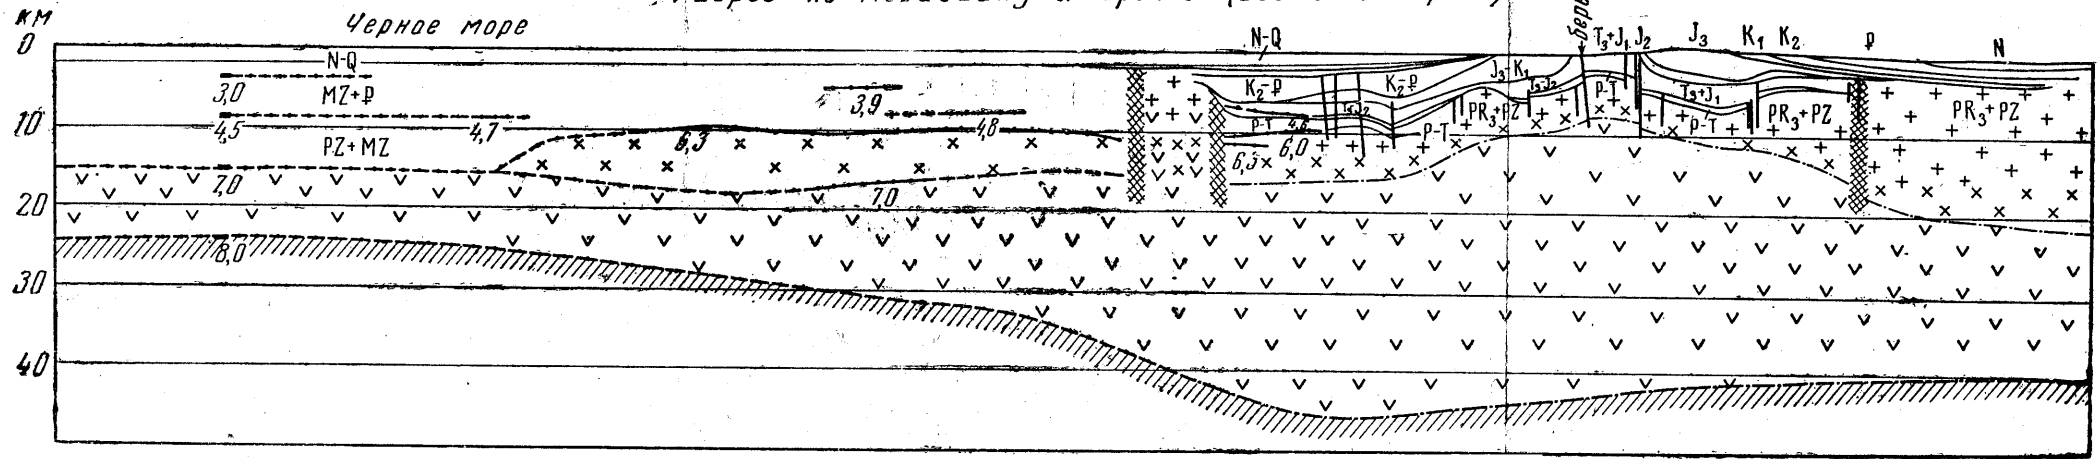 км
Черное море
0
N-Q
3,0
MZ+₽
3,9
10
4,5
4,7
4,8
6,3
PZ+MZ
7,0
7,0
20
8,0
30
40
N-Q
T₃+J₁
J₂
J₃
K₁
K₂
₽
N
K₂-₽
K₂-₽
J₃-K₁
P-T
T₃+J₁
P-T
6,0
6,3
P-T
PR₃+PZ
P-T
PR₃+PZ
PR₃+PZ